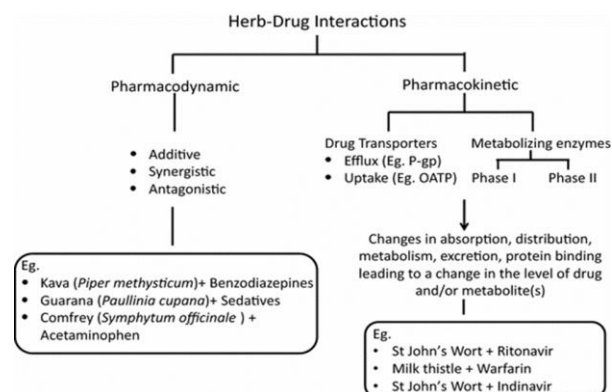 Herb-Drug Interactions
Pharmacodynamic
Pharmacokinetic
• Additive
• Synergistic
• Antagonistic
Drug Transporters
• Efflux (Eg. P-gp)
• Uptake (Eg. OATP)
Metabolizing enzymes
Phase I
Phase II
Changes in absorption, distribution,
metabolism, excretion, protein binding
leading to a change in the level of drug
and/or metabolite(s)
Eg.
• Kava (Piper methysticum)+ Benzodiazepines
• Guarana (Paullinia cupana)+ Sedatives
• Comfrey (Symphytum officinale ) +
Acetaminophen
Eg.
• St John's Wort + Ritonavir
• Milk thistle + Warfarin
• St John's Wort + Indinavir